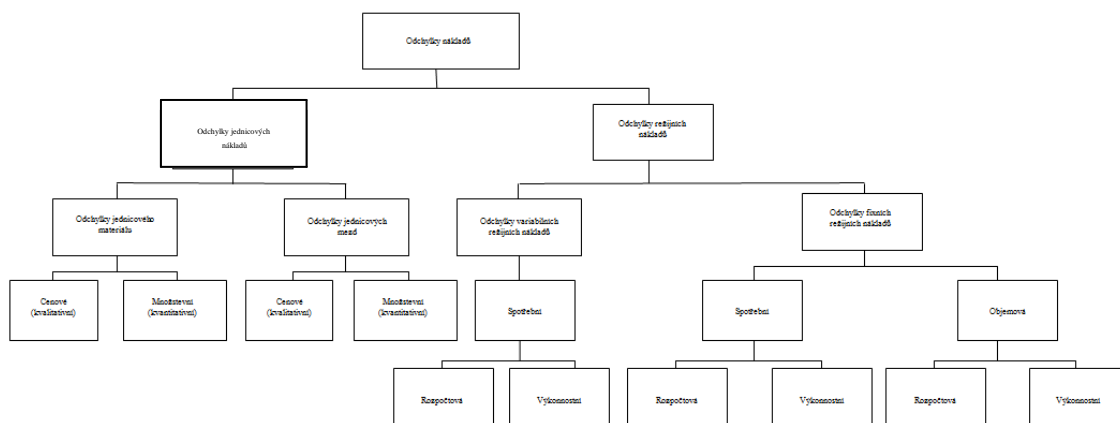 Odchylky nákladů
Odchylky jednicových
nákladů
Odchylky režijních
nákladů
Odchylky jednicového
materiálu
Odchylky jednicových
mezd
Odchylky variabilních
režijních nákladů
Odchylky fixních
režijních nákladů
Cenové
(kvalitativní)
Množstevní
(kvantitativní)
Cenové
(kvalitativní)
Množstevní
(kvantitativní)
Spotřební
Spotřební
Objemová
Rozpočtová
Výkonnostní
Rozpočtová
Výkonnostní
Rozpočtová
Výkonnostní